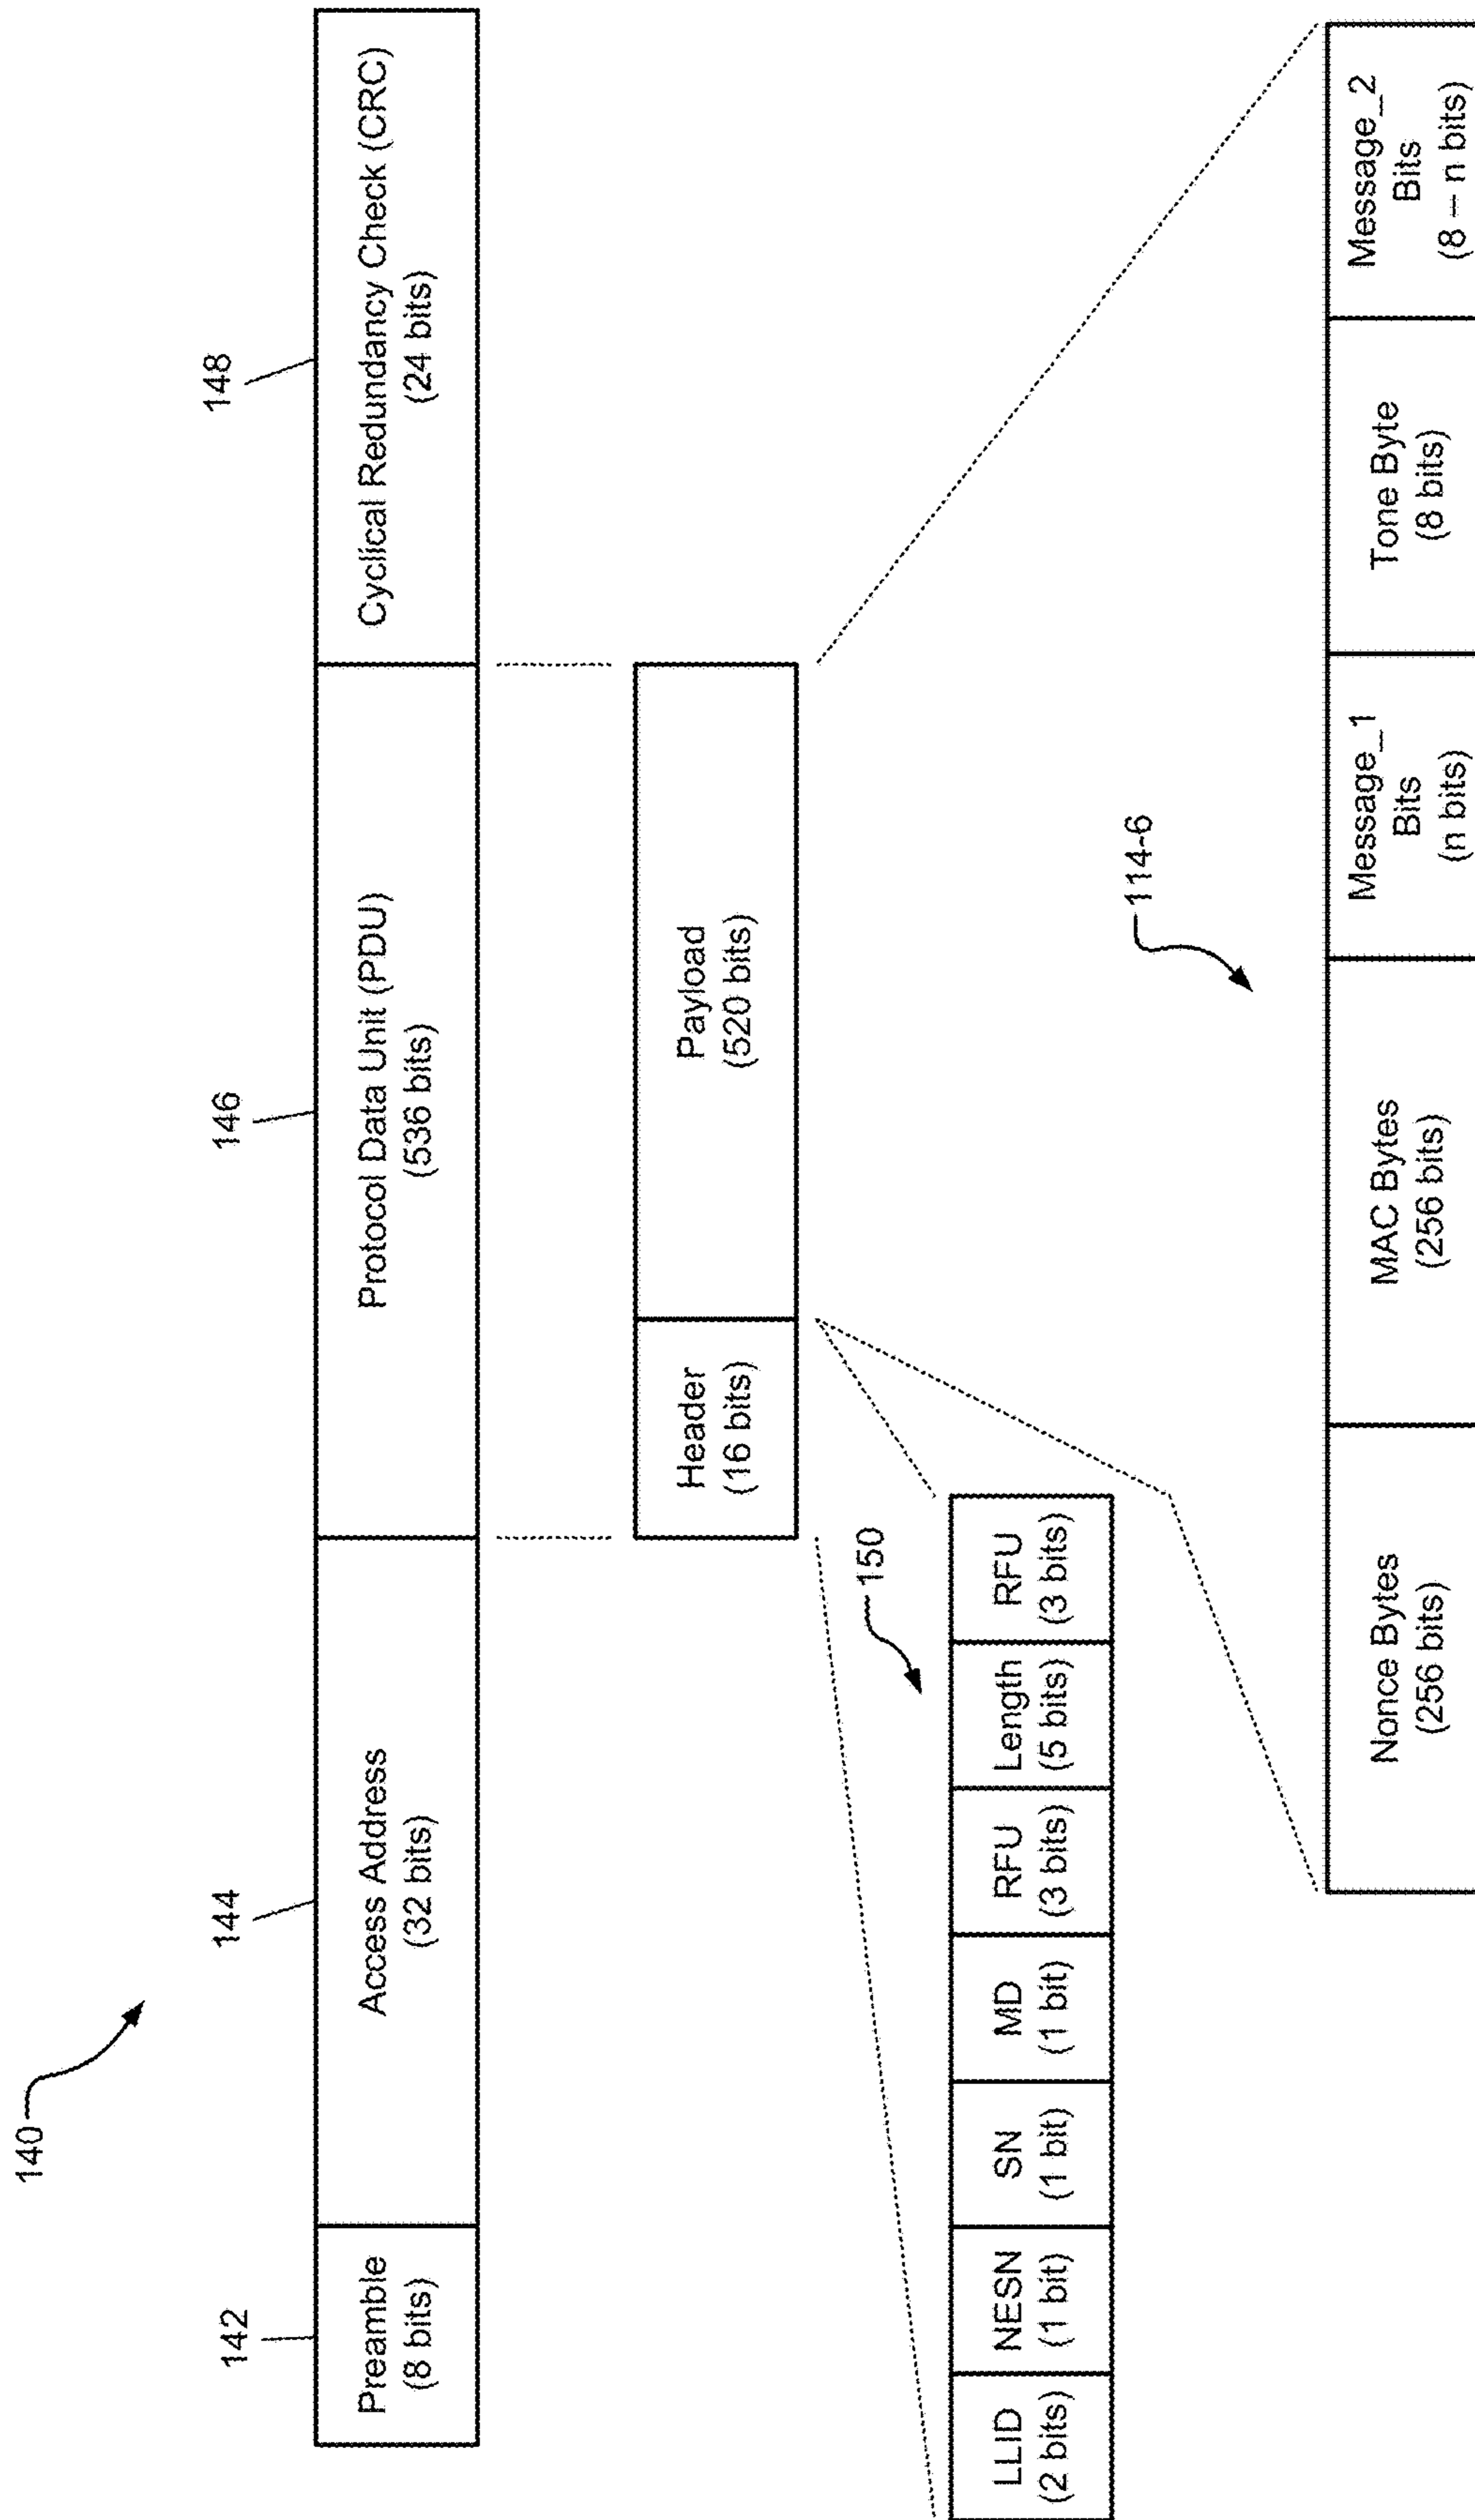 140
142
144
146
148
Preamble
(8 bits)
Access Address
(32 bits)
Protocol Data Unit (PDU)
(536 bits)
Cyclical Redundancy Check (CRC)
(24 bits)
Header
(16 bits)
Payload
(520 bits)
150
LLID
(2 bits)
NESN
(1 bit)
SN
(1 bit)
MD
(1 bit)
RFU
(3 bits)
Length
(5 bits)
RFU
(3 bits)
114-6
Nonce Bytes
(256 bits)
MAC Bytes
(256 bits)
Message_1
Bits
(n bits)
Tone Byte
(8 bits)
Message_2
Bits
(8 – n bits)